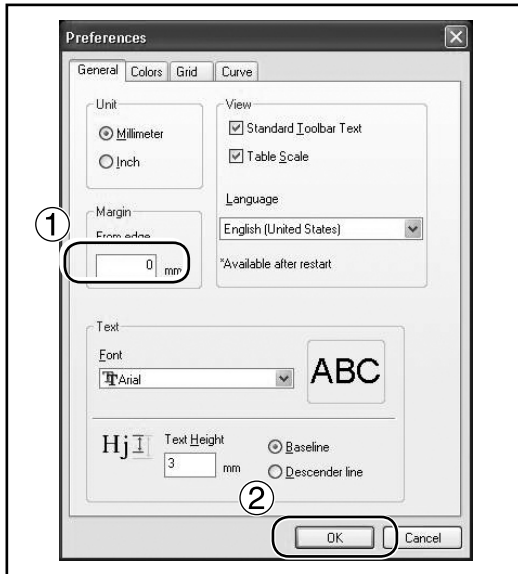 Preferences
General Colors Grid Curve
Unit
Millimeter
Inch
View
Standard Toolbar Text
Table Scale
Language
English (United States)
*Available after restart
①
Margin
From edge
0 mm
Text
Font
Arial
ABC
Hj
Text Height
3 mm
Baseline
Descender line
②
OK Cancel